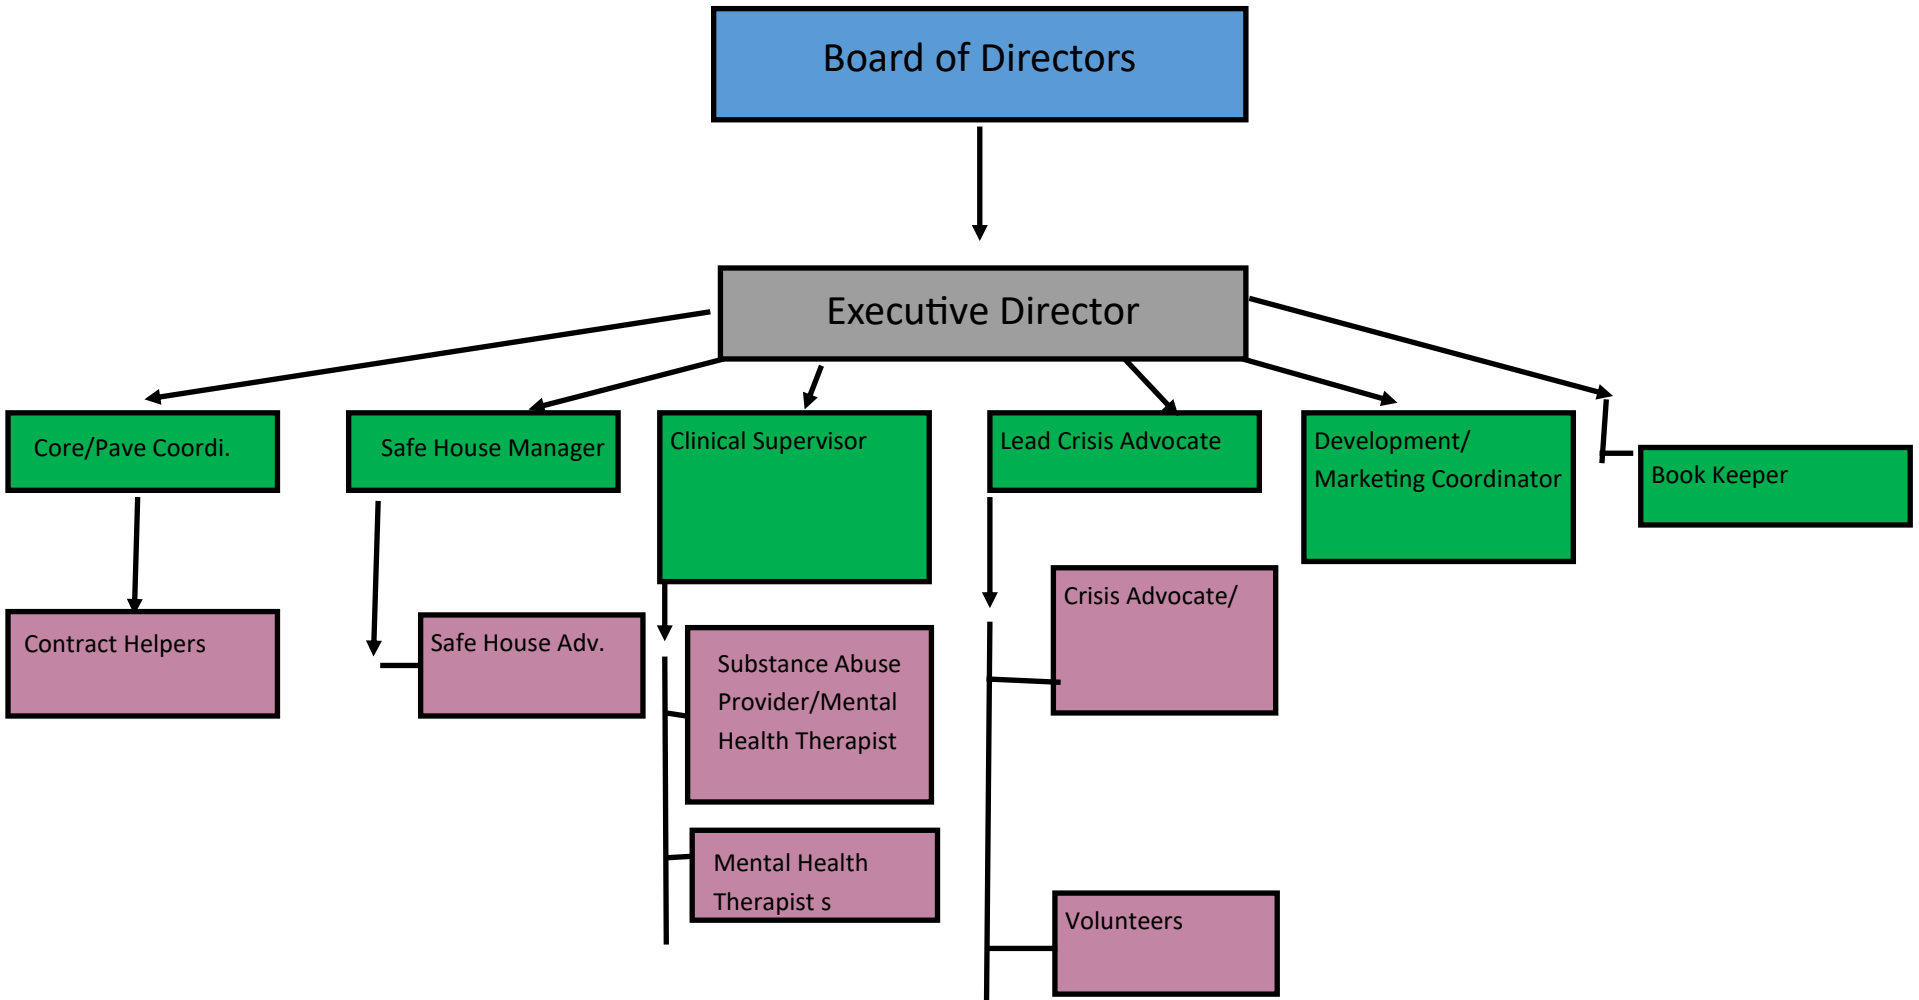 Board of Directors
Executive Director
Core/Pave Coordi.
Safe House Manager
Clinical Supervisor
Lead Crisis Advocate
Development/
Marketing Coordinator
Book Keeper
Contract Helpers
Safe House Adv.
Substance Abuse
Provider/Mental
Health Therapist
Mental Health
Therapist s
Crisis Advocate/
Volunteers